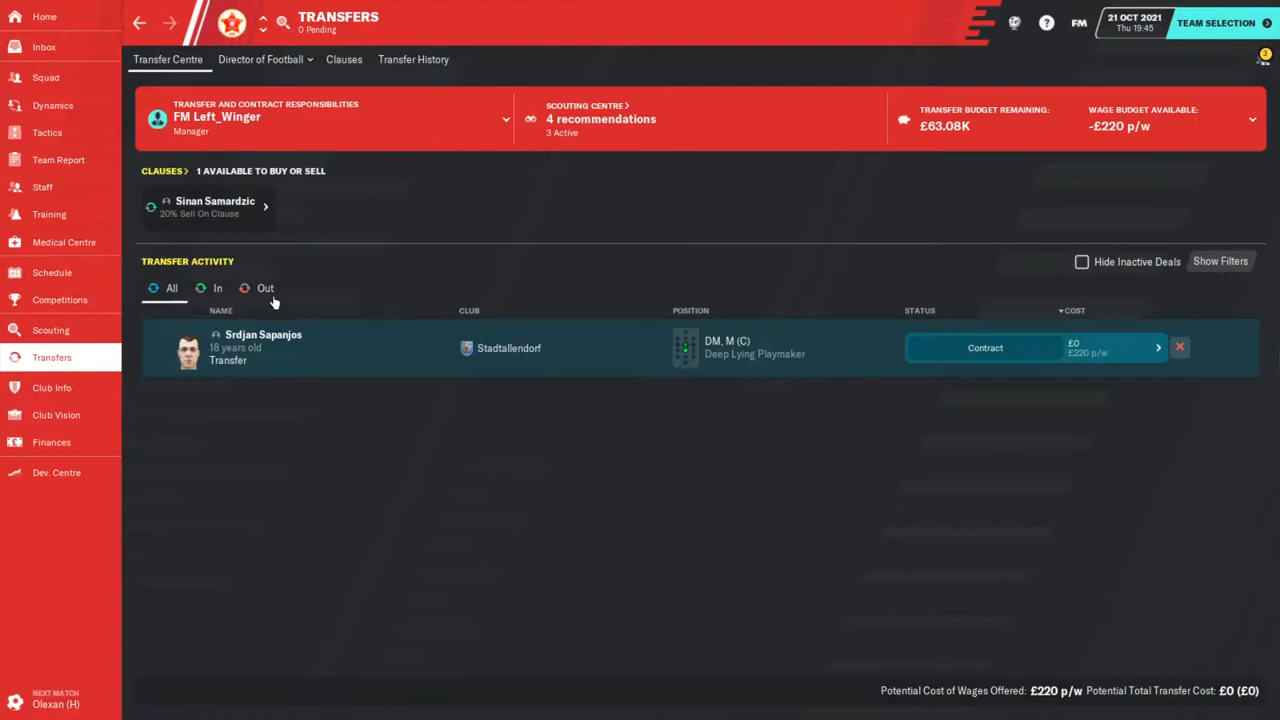 Home
Inbox
Squad
Dynamics
Tactics
Team Report
Staff
Training
Medical Centre
Schedule
Competitions
Scouting
Transfers
Club Info
Club Vision
Finances
Dev. Centre
NEXT MATCH
Olexan (H)
TRANSFERS
0 Pending
?
FM
21 OCT 2021
Thu 19:45
TEAM SELECTION
3
Transfer Centre Director of Football Clauses Transfer History
TRANSFER AND CONTRACT RESPONSIBILITIES
FM Left_Winger
Manager
SCOUTING CENTRE
4 recommendations
3 Active
TRANSFER BUDGET REMAINING:
£63.08K
WAGE BUDGET AVAILABLE:
-£220 p/w
CLAUSES 1 AVAILABLE TO BUY OR SELL
Sinan Samardzic
20% Sell On Clause
TRANSFER ACTIVITY
Hide Inactive Deals Show Filters
All In Out
NAME CLUB POSITION STATUS COST
Srdjan Sapanjos
18 years old
Transfer
Stadtallendorf
DM, M (C)
Deep Lying Playmaker
Contract
£0
£220 p/w
Potential Cost of Wages Offered: £220 p/w Potential Total Transfer Cost: £0 (£0)